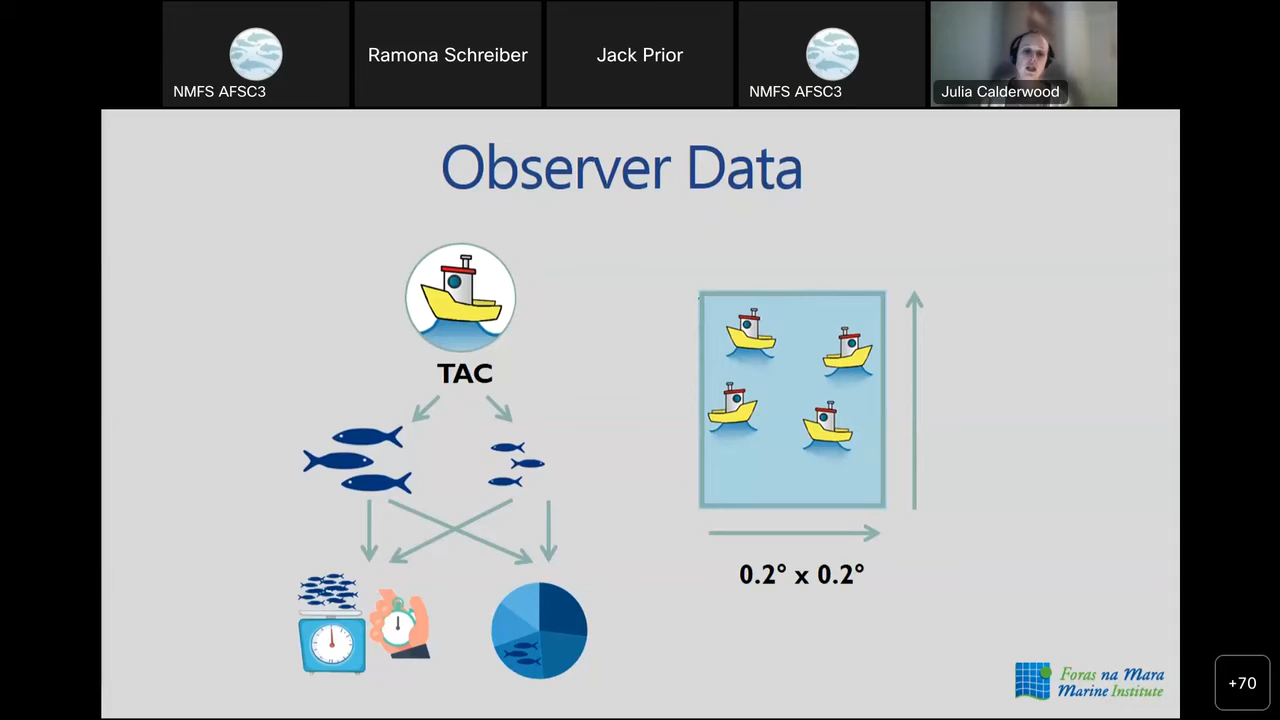 NMFS AFSC3
Ramona Schreiber
Jack Prior
NMFS AFSC3
Julia Calderwood
Observer Data
TAC
0.2° x 0.2°
Foras na Mara
Marine Institute
+70